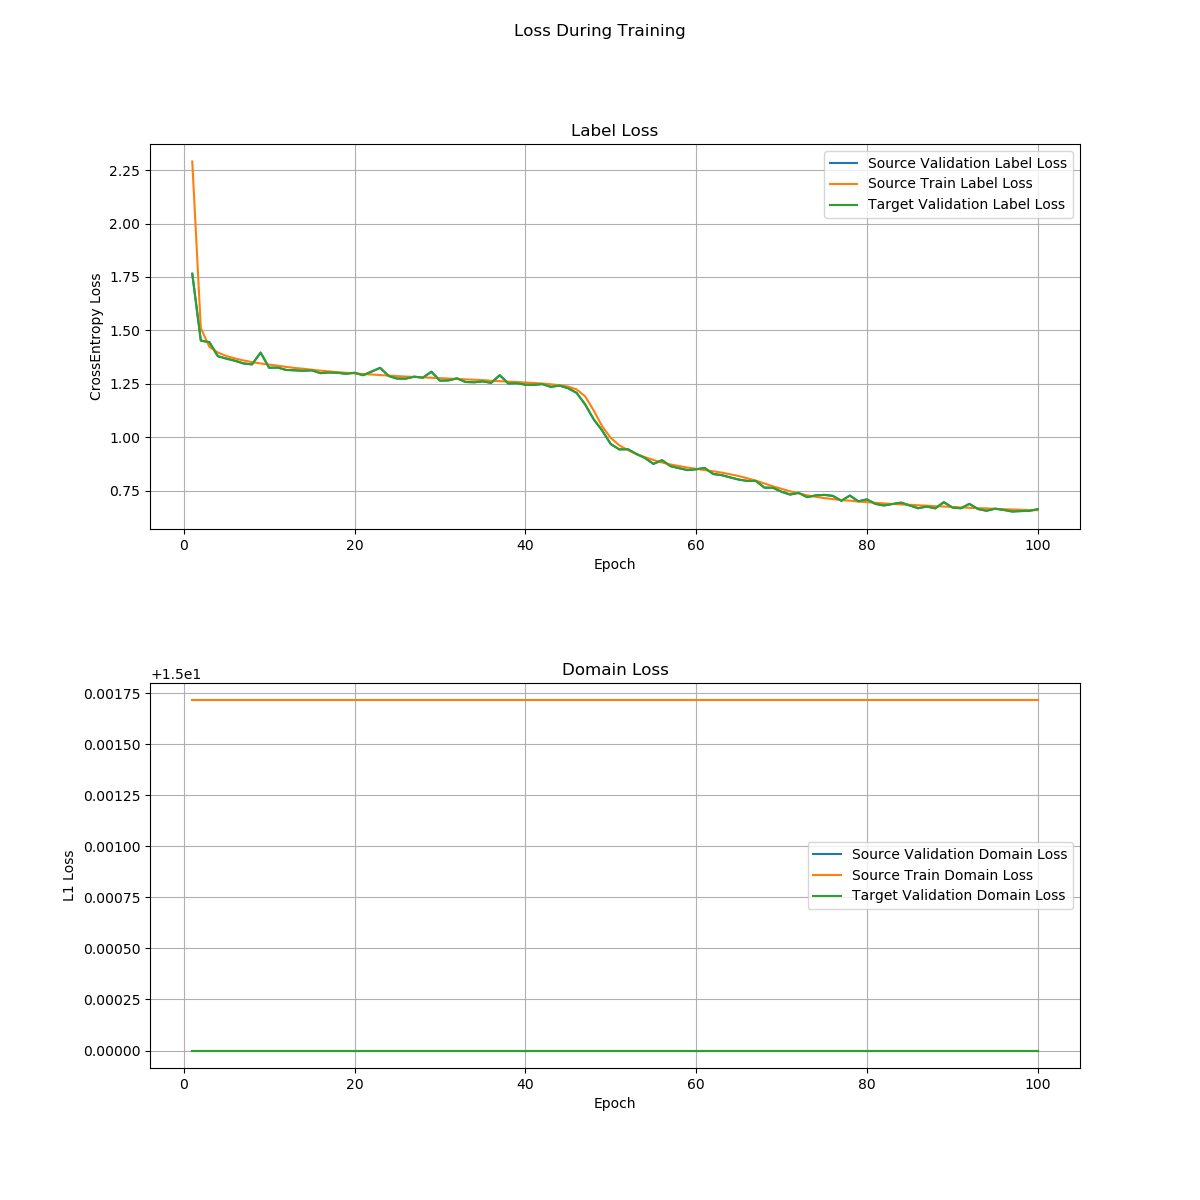 Loss During Training
Label Loss
2.25
2.00
1.75
1.50
1.25
1.00
0.75
CrossEntropy Loss
Source Validation Label Loss
Source Train Label Loss
Target Validation Label Loss
0 20 40 60 80 100
Epoch
Domain Loss
+1.5e1
0.00175
0.00150
0.00125
0.00100
0.00075
0.00050
0.00025
0.00000
L1 Loss
Source Validation Domain Loss
Source Train Domain Loss
Target Validation Domain Loss
0 20 40 60 80 100
Epoch